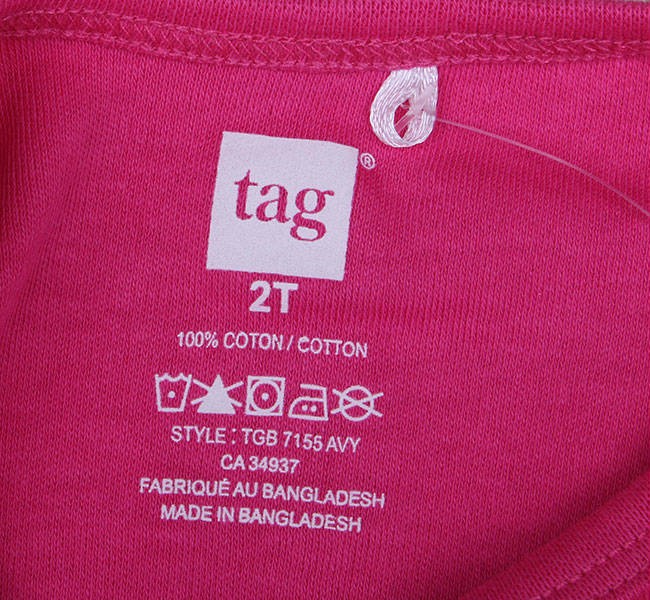 tag®
2T
100% COTON / COTTON
STYLE : TGB 7155 AVY
CA 34937
FABRIQUÉ AU BANGLADESH
MADE IN BANGLADESH